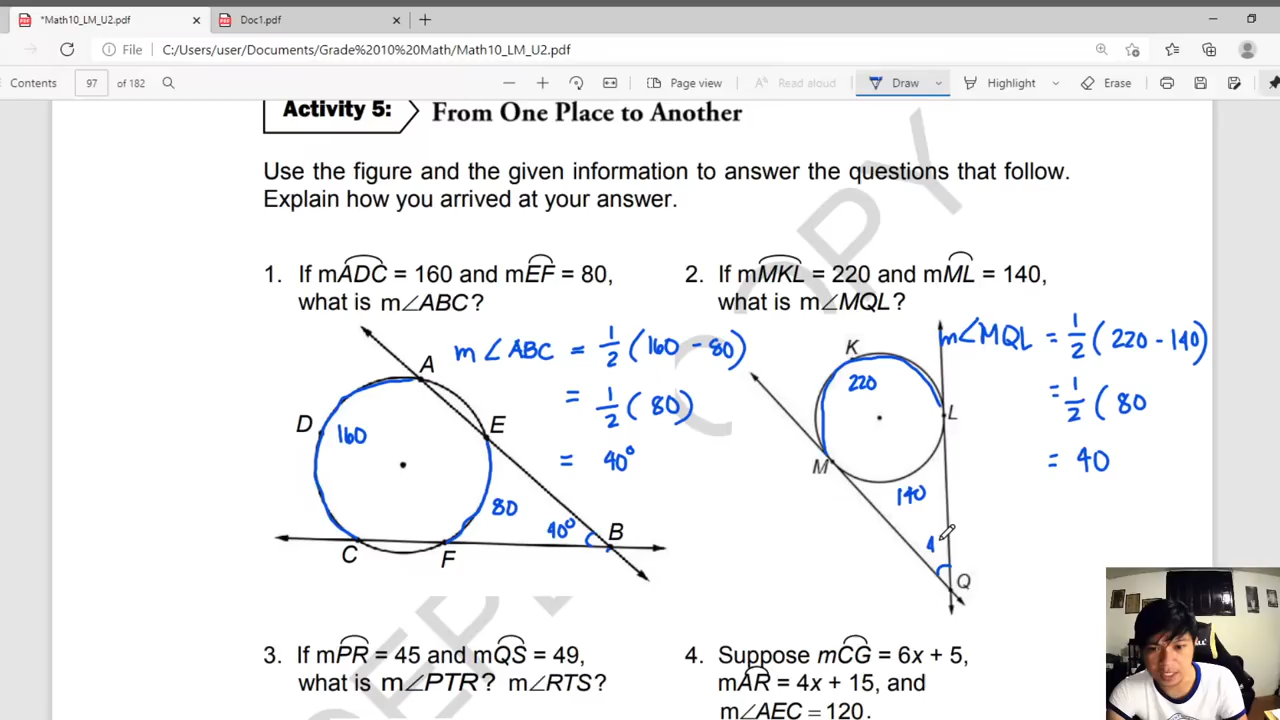 *Math10_LM_U2.pdf
Doc1.pdf
File C:/Users/user/Documents/Grade%2010%20Math/Math10_LM_U2.pdf
Contents 97 of 182 Page view Read aloud Draw Highlight Erase
Activity 5: From One Place to Another
Use the figure and the given information to answer the questions that follow.
Explain how you arrived at your answer.
1. If mADC = 160 and mEF = 80,
what is m∠ABC?
m∠ABC = 1/2 (160 - 80)
= 1/2 (80)
= 40°
A
D
160
E
80
40°
B
C
F
2. If mMKL = 220 and mML = 140,
what is m∠MQL?
m∠MQL = 1/2 (220 - 140)
= 1/2 (80
= 40
K
220
L
M
140
4
Q
3. If mPR = 45 and mQS = 49,
what is m∠PTR? m∠RTS?
4. Suppose mCG = 6x + 5,
mAR = 4x + 15, and
m∠AEC = 120.
COPY